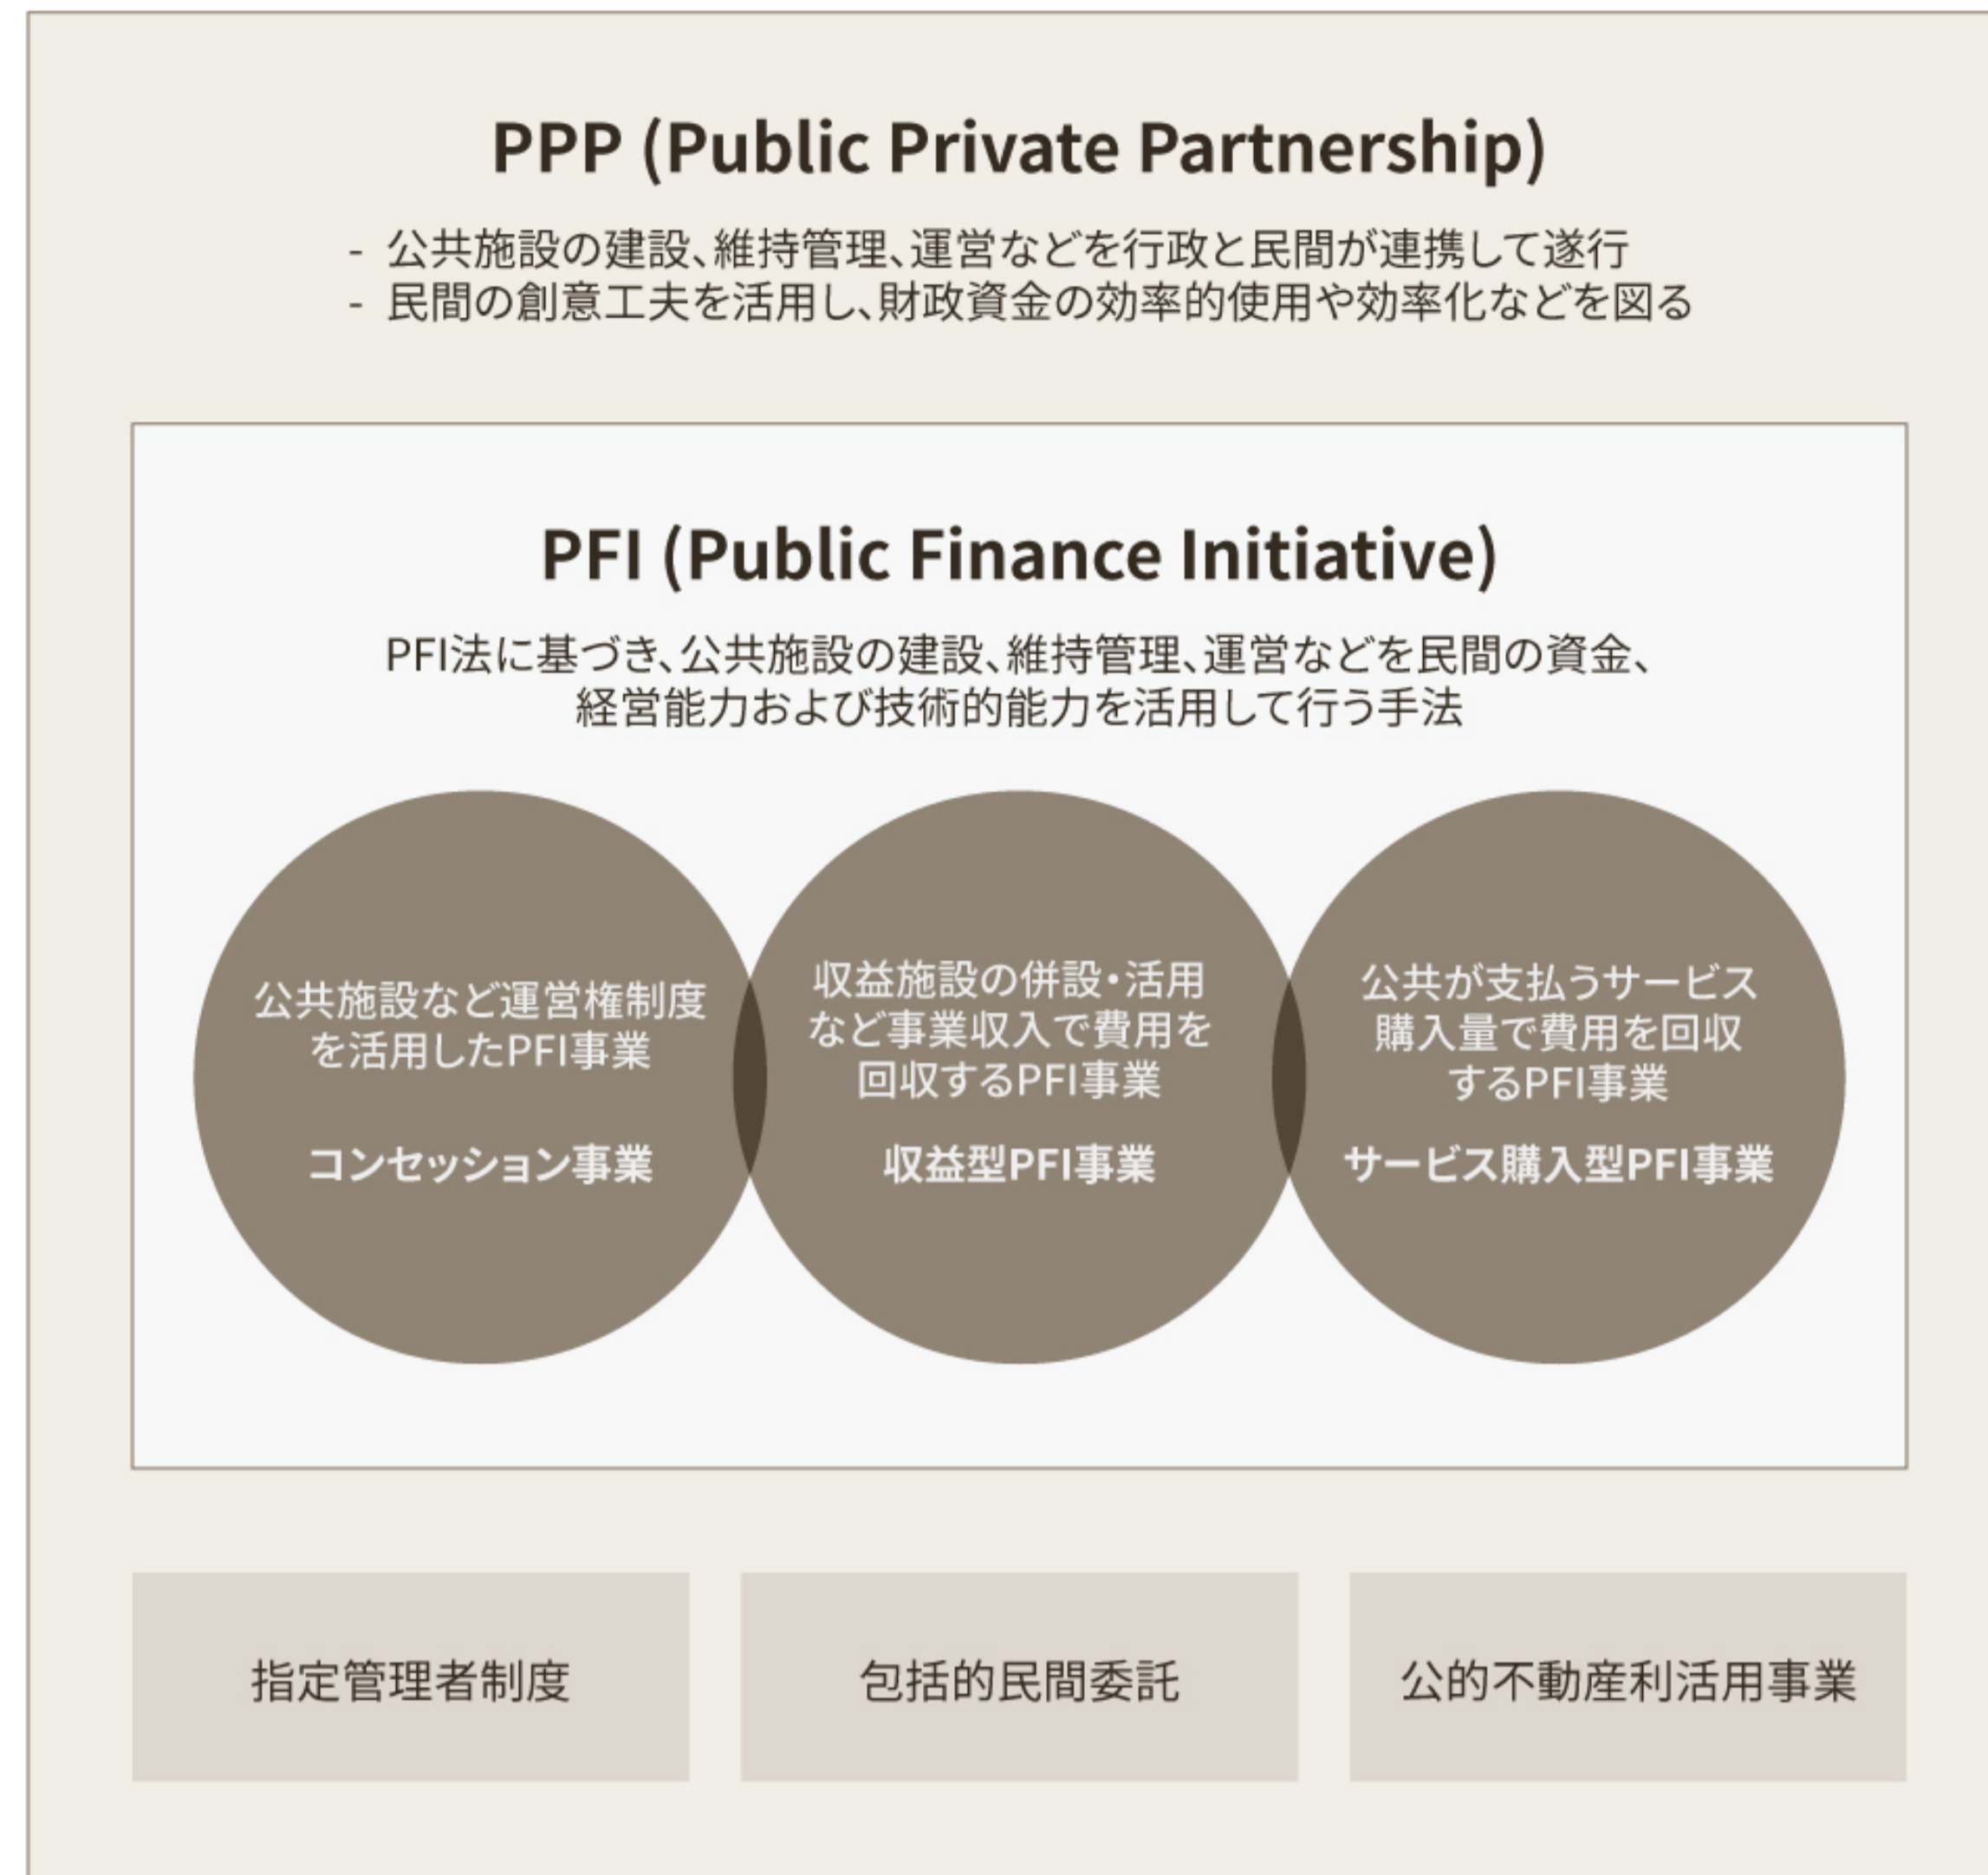 PPP (Public Private Partnership)
- 公共施設の建設、維持管理、運営などを行政と民間が連携して遂行
- 民間の創意工夫を活用し、財政資金の効率的使用や効率化などを図る
PFI (Public Finance Initiative)
PFI法に基づき、公共施設の建設、維持管理、運営などを民間の資金、
経営能力および技術的能力を活用して行う手法
公共施設など運営権制度
を活用したPFI事業
コンセッション事業
収益施設の併設・活用
など事業収入で費用を
回収するPFI事業
収益型PFI事業
公共が支払うサービス
購入量で費用を回収
するPFI事業
サービス購入型PFI事業
指定管理者制度
包括的民間委託
公的不動産利活用事業